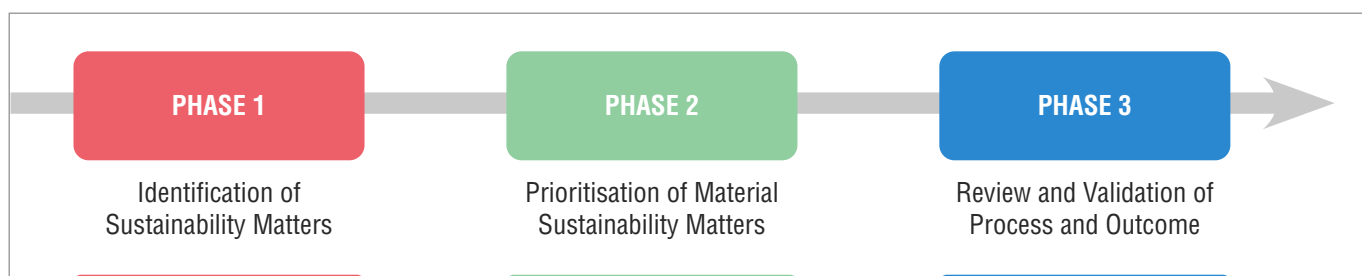 PHASE 1
Identification of
Sustainability Matters
PHASE 2
Prioritisation of Material
Sustainability Matters
PHASE 3
Review and Validation of
Process and Outcome